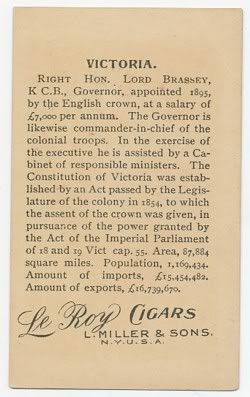 VICTORIA.
RIGHT HON. LORD BRASSEY,
K C.B., Governor, appointed 1895,
by the English crown, at a salary of
£7,000 per annum. The Governor is
likewise commander-in-chief of the
colonial troops. In the exercise of
the executive he is assisted by a Ca-
binet of responsible ministers. The
Constitution of Victoria was estab-
lished by an Act passed by the Legis-
lature of the colony in 1854, to which
the assent of the crown was given, in
pursuance of the power granted by
the Act of the Imperial Parliament
of 18 and 19 Vict cap. 55. Area, 87,884
square miles. Population, 1,169,434.
Amount of imports, £15,454,482.
Amount of exports, £16,739,670.
Le Roy CIGARS
L. MILLER & SONS.
N.Y.U.S.A.